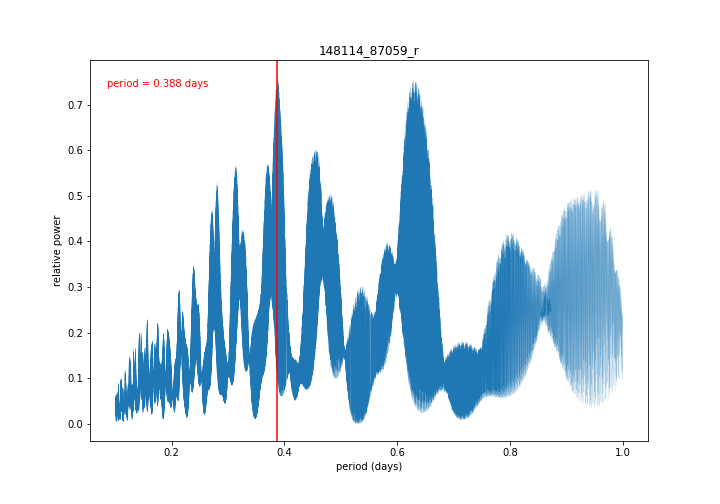 148114_87059_r
period = 0.388 days
relative power
0.7
0.6
0.5
0.4
0.3
0.2
0.1
0.0
0.2 0.4 0.6 0.8 1.0
period (days)